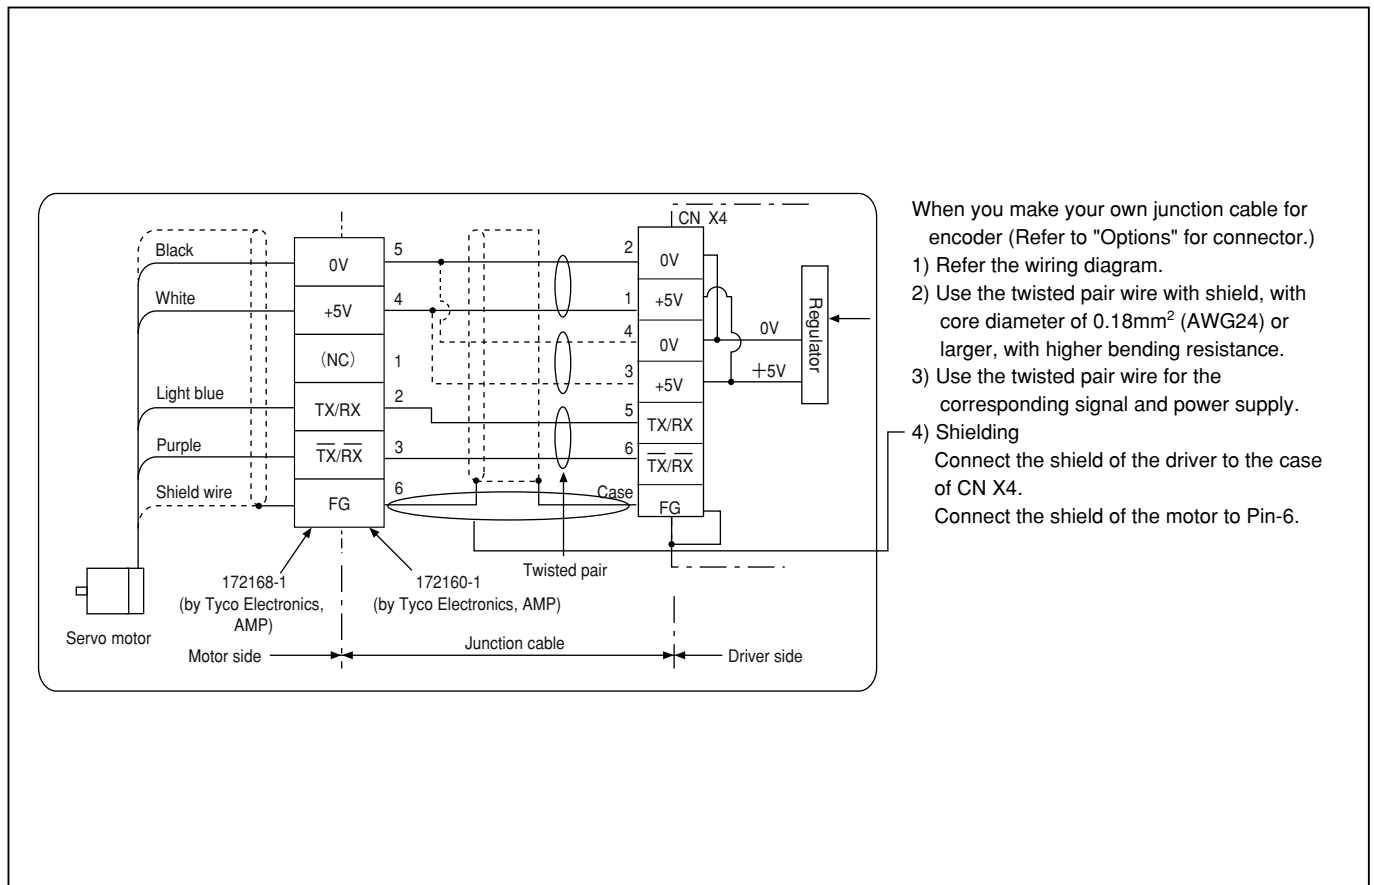 CN X4
Black
0V
5
2
0V
White
+5V
4
1
+5V
Regulator
0V
+5V
(NC)
1
4
0V
3
+5V
Light blue
TX/RX
2
5
TX/RX
Purple
T̅X̅/R̅X̅
3
6
T̅X̅/R̅X̅
Shield wire
FG
6
Case
FG
172168-1
(by Tyco Electronics,
AMP)
172160-1
(by Tyco Electronics, AMP)
Twisted pair
Servo motor
Motor side
Junction cable
Driver side
When you make your own junction cable for
encoder (Refer to "Options" for connector.)
1) Refer the wiring diagram.
2) Use the twisted pair wire with shield, with
core diameter of 0.18mm² (AWG24) or
larger, with higher bending resistance.
3) Use the twisted pair wire for the
corresponding signal and power supply.
4) Shielding
Connect the shield of the driver to the case
of CN X4.
Connect the shield of the motor to Pin-6.